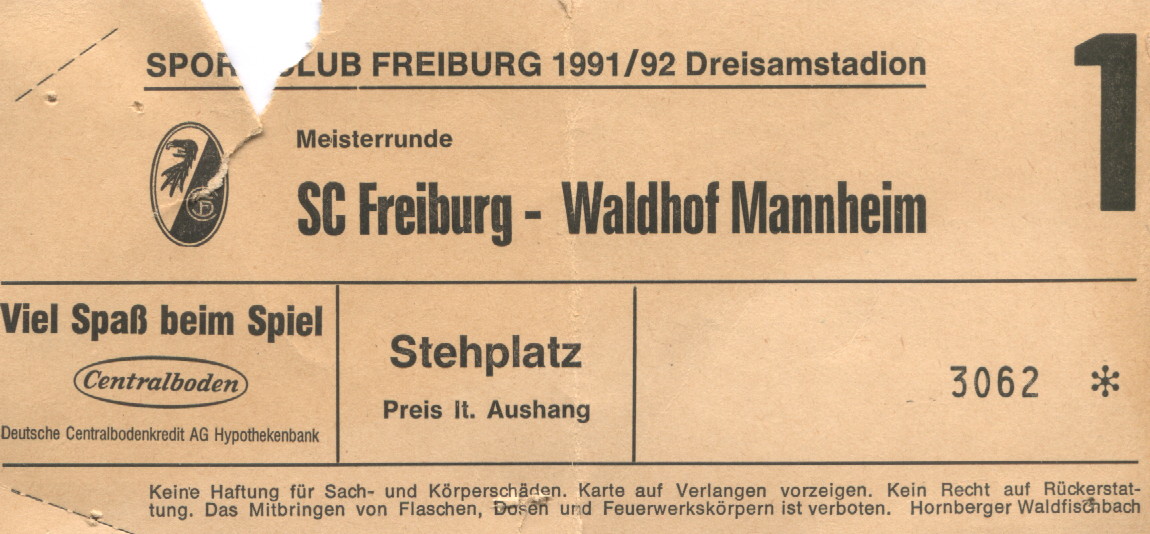 SPOR CLUB FREIBURG 1991/92 Dreisamstadion
1
Meisterrunde
SC Freiburg - Waldhof Mannheim
Viel Spaß beim Spiel
Centralboden
Deutsche Centralbodenkredit AG Hypothekenbank
Stehplatz
Preis lt. Aushang
3062 *
Keine Haftung für Sach- und Körperschäden. Karte auf Verlangen vorzeigen. Kein Recht auf Rückerstat-
tung. Das Mitbringen von Flaschen, Dosen und Feuerwerkskörpern ist verboten. Hornberger Waldfischbach